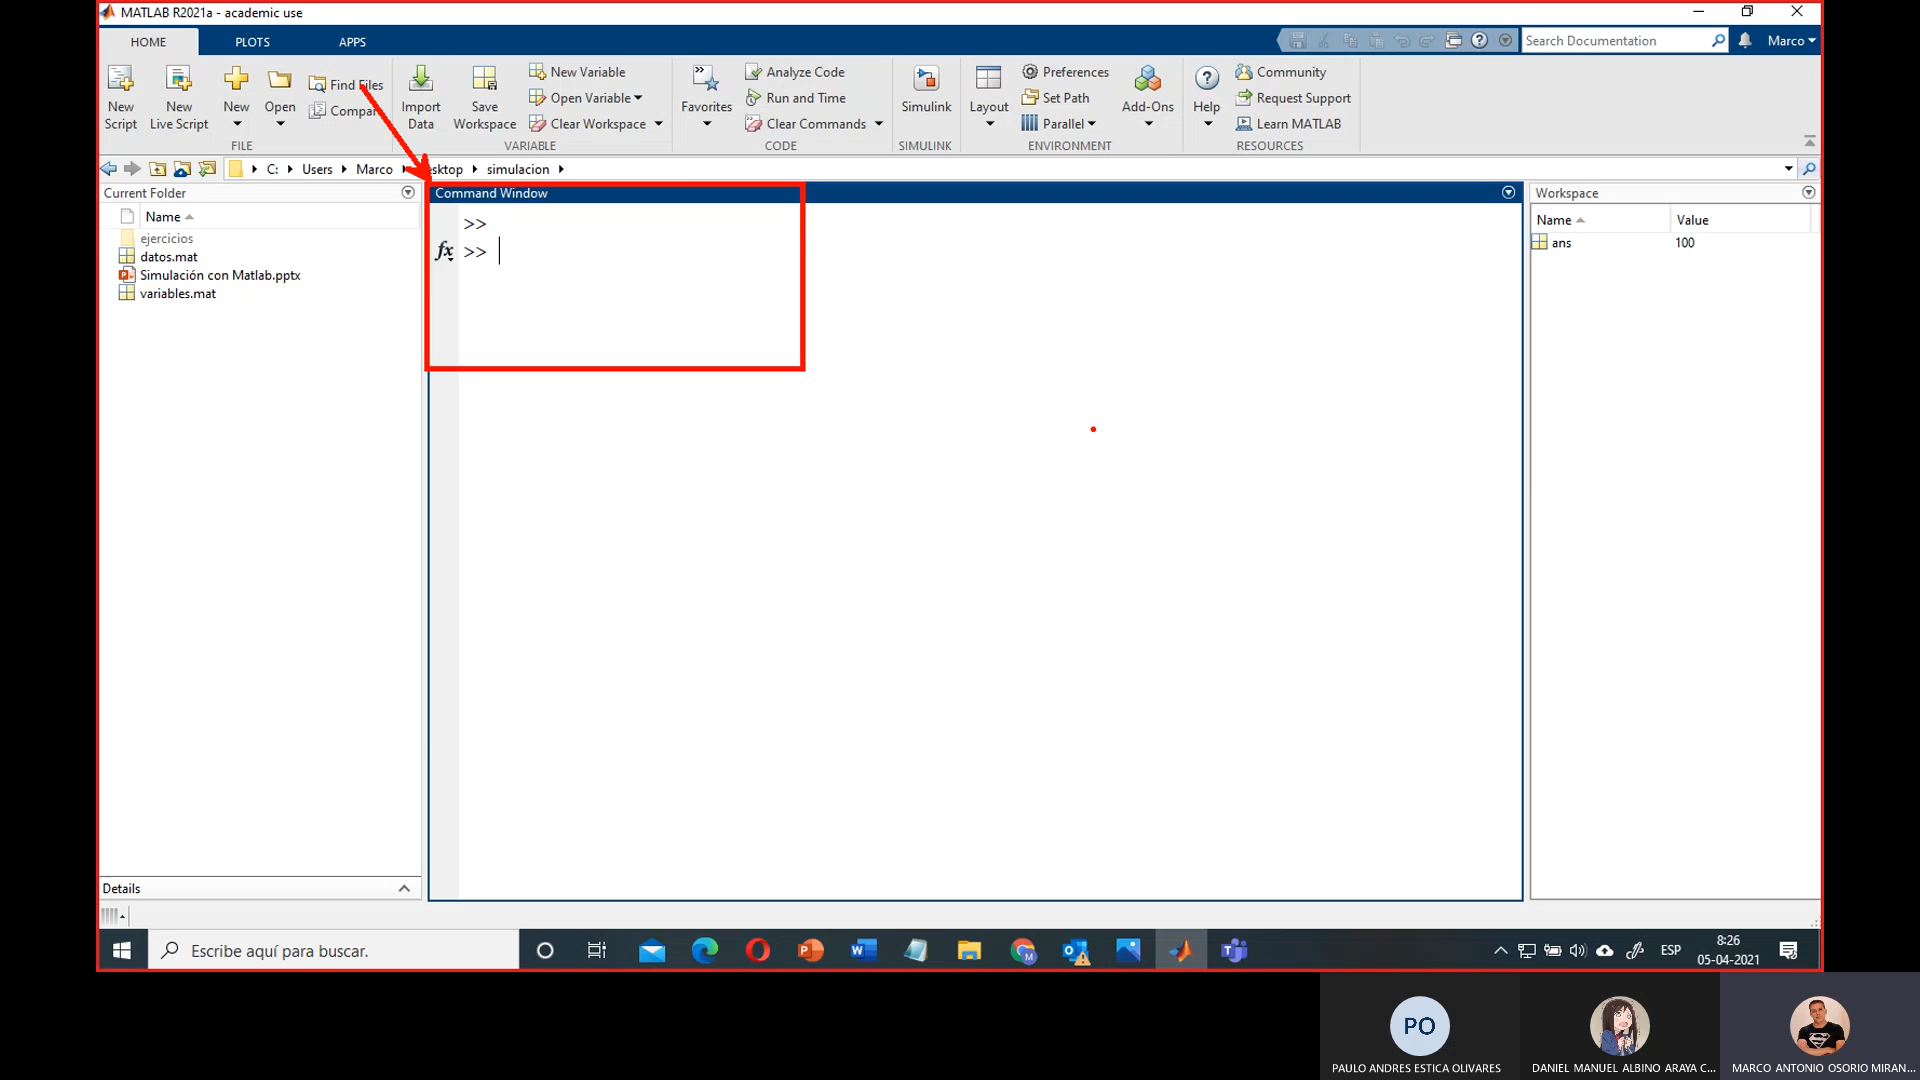 MATLAB R2021a - academic use
HOME
PLOTS
APPS
Search Documentation
Marco
New Script
New Live Script
New
Open
Find Files
Compare
FILE
Import Data
Save Workspace
New Variable
Open Variable
Clear Workspace
VARIABLE
Favorites
Analyze Code
Run and Time
Clear Commands
CODE
Simulink
SIMULINK
Layout
Preferences
Set Path
Parallel
Add-Ons
ENVIRONMENT
Help
Community
Request Support
Learn MATLAB
RESOURCES
C: Users Marco Desktop simulacion
Current Folder
Name
ejercicios
datos.mat
Simulación con Matlab.pptx
variables.mat
Details
Command Window
>>
fx >>
Workspace
Name Value
ans 100
Escribe aquí para buscar.
ESP
8:26
05-04-2021
PO
PAULO ANDRES ESTICA OLIVARES
DANIEL MANUEL ALBINO ARAYA C...
MARCO ANTONIO OSORIO MIRAN...